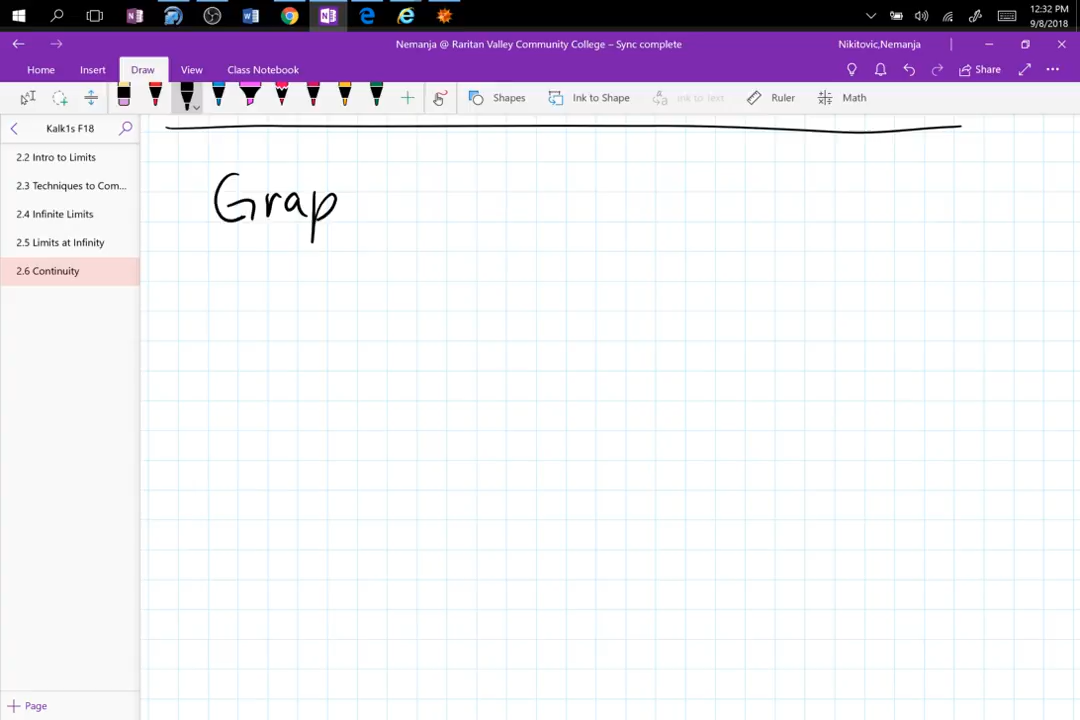 12:32 PM
9/8/2018
Nemanja @ Raritan Valley Community College – Sync complete
Nikitovic,Nemanja
Home Insert Draw View Class Notebook
Share
Shapes Ink to Shape Ink to Text Ruler Math
Kalk1s F18
2.2 Intro to Limits
2.3 Techniques to Com...
2.4 Infinite Limits
2.5 Limits at Infinity
2.6 Continuity
Grap
Page